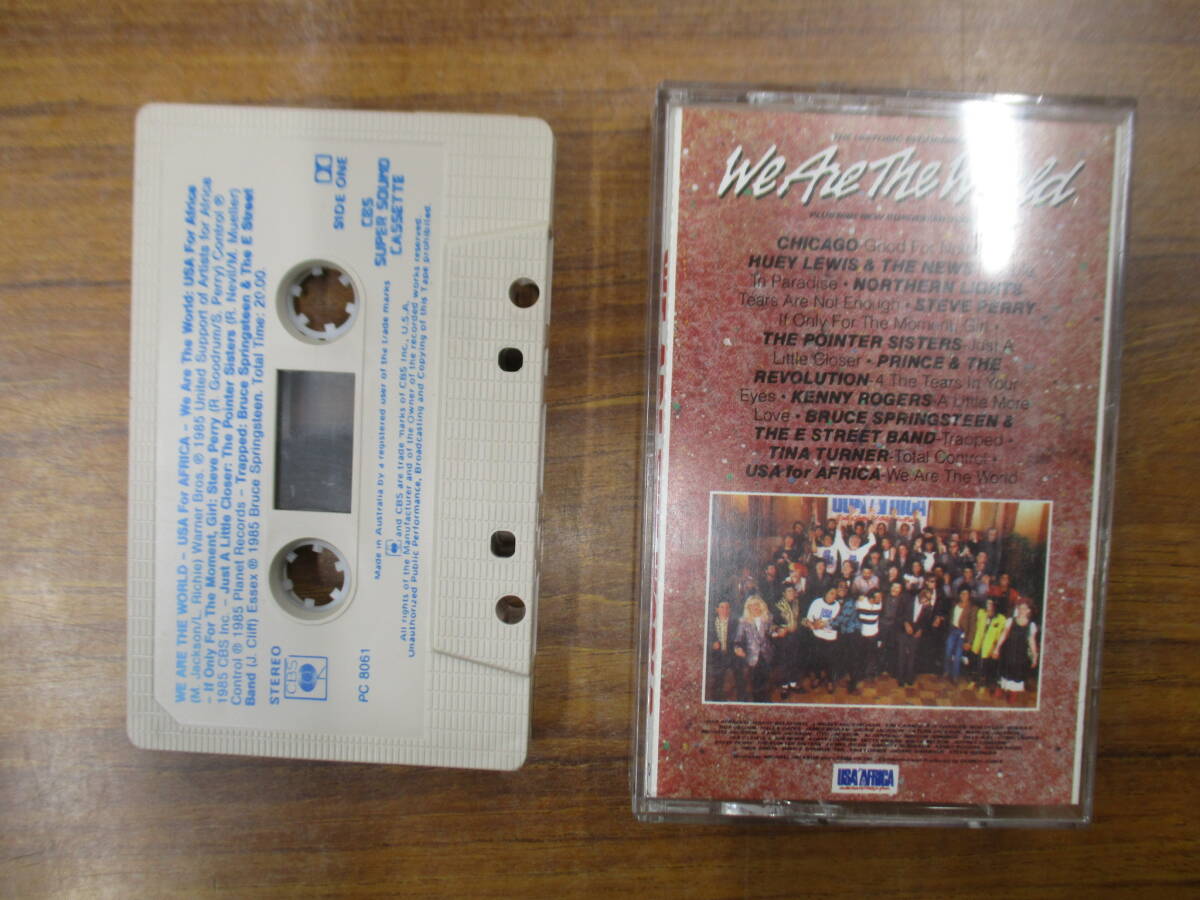 WE ARE THE WORLD – USA For AFRICA – We Are The World: USA For Africa
(M. Jackson/L. Richie) Warner Bros. ℗ 1985 United Support of Artists for Africa
– If Only For The Moment, Girl: Steve Perry (R. Goodrum/S. Perry) Control ℗
1985 CBS Inc. – Just A Little Closer: The Pointer Sisters (R. Nevil/M. Mueller)
Control ℗ 1985 Planet Records – Trapped: Bruce Springsteen & The E Street
Band (J. Cliff) Essex ℗ 1985 Bruce Springsteen. Total Time: 20.00.
STEREO
SIDE ONE
CBS
CBS
SUPER SOUND
CASSETTE
PC 8061
Made in Australia by a registered user of the trade marks
and CBS are trade marks of CBS Inc., U.S.A.
All rights of the Manufacturer and of the Owner of the recorded works reserved.
Unauthorized Public Performance, Broadcasting and Copying of this Tape prohibited.
We Are The World
CHICAGO-Good For
HUEY LEWIS & THE NEWS
In Paradise • NORTHERN LIGHTS
Tears Are Not Enough • STEVE PERRY
If Only For The Moment, Girl •
THE POINTER SISTERS-Just A
Little Closer • PRINCE & THE
REVOLUTION-4 The Tears In Your
Eyes • KENNY ROGERS-A Little More
Love • BRUCE SPRINGSTEEN &
THE E STREET BAND-Trapped •
TINA TURNER-Total Control •
USA for AFRICA-We Are The World
USA AFRICA